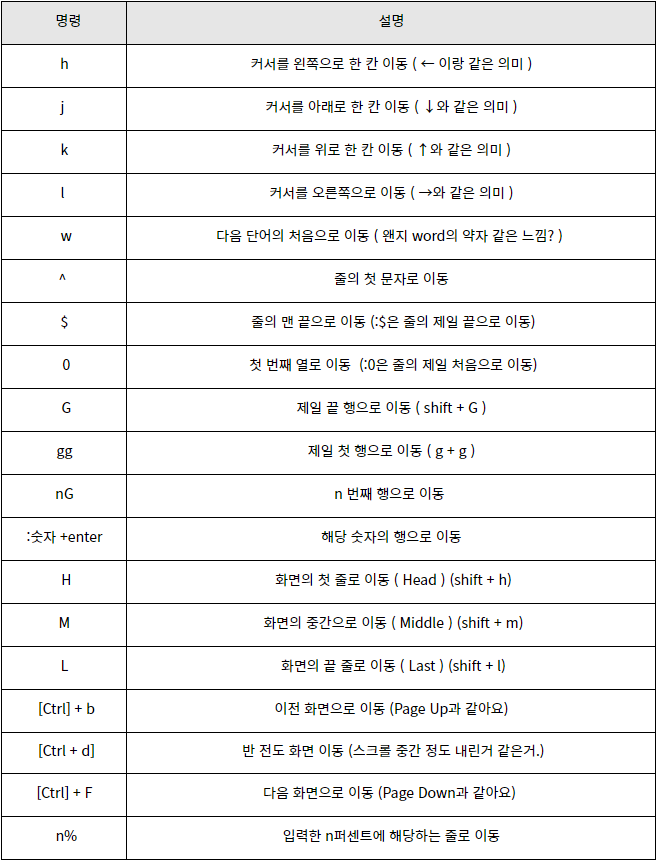 명령 설명
h 커서를 왼쪽으로 한 칸 이동 ( ← 이랑 같은 의미 )
j 커서를 아래로 한 칸 이동 ( ↓와 같은 의미 )
k 커서를 위로 한 칸 이동 ( ↑와 같은 의미 )
l 커서를 오른쪽으로 이동 ( →와 같은 의미 )
w 다음 단어의 처음으로 이동 ( 왠지 word의 약자 같은 느낌? )
^ 줄의 첫 문자로 이동
$ 줄의 맨 끝으로 이동 (:$은 줄의 제일 끝으로 이동)
0 첫 번째 열로 이동 (:0은 줄의 제일 처음으로 이동)
G 제일 끝 행으로 이동 ( shift + G )
gg 제일 첫 행으로 이동 ( g + g )
nG n 번째 행으로 이동
:숫자 +enter 해당 숫자의 행으로 이동
H 화면의 첫 줄로 이동 ( Head ) (shift + h)
M 화면의 중간으로 이동 ( Middle ) (shift + m)
L 화면의 끝 줄로 이동 ( Last ) (shift + l)
[Ctrl] + b 이전 화면으로 이동 (Page Up과 같아요)
[Ctrl + d] 반 전도 화면 이동 (스크롤 중간 정도 내린거 같은거.)
[Ctrl] + F 다음 화면으로 이동 (Page Down과 같아요)
n% 입력한 n퍼센트에 해당하는 줄로 이동